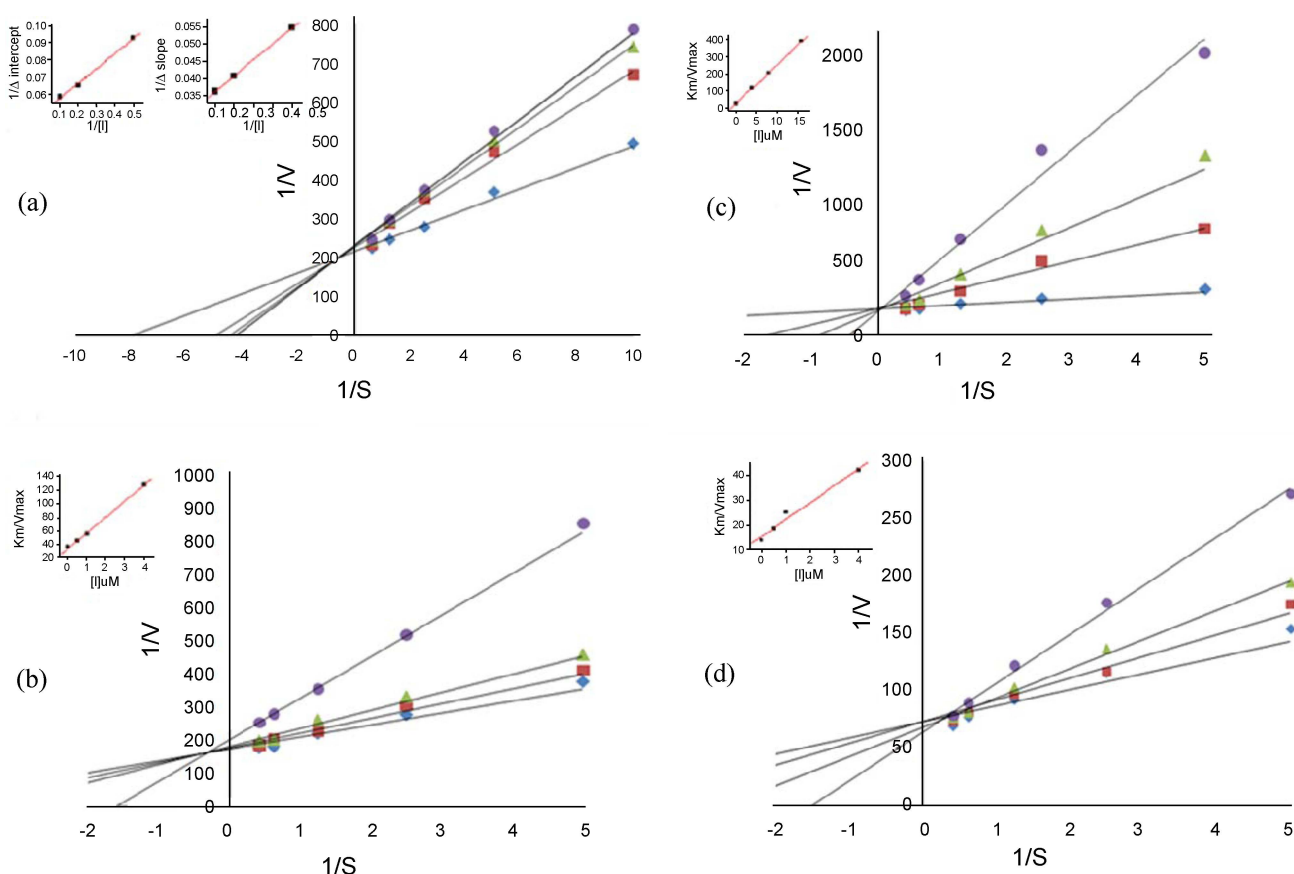 (a)
1/Δ intercept
0.10
0.09
0.08
0.07
0.06
0.1 0.2 0.3 0.4 0.5
1/[I]
1/Δ slope
0.055
0.050
0.045
0.040
0.035
0.1 0.2 0.3 0.4 0.5
1/[I]
1/V
800
700
600
500
400
300
200
100
0
-10 -8 -6 -4 -2 0 2 4 6 8 10
1/S
(c)
Km/Vmax
400
300
200
100
0
0 5 10 15
[I]uM
1/V
2000
1500
1000
500
0
-2 -1 0 1 2 3 4 5
1/S
(b)
Km/Vmax
140
120
100
80
60
40
20
0 1 2 3 4
[I]uM
1/V
1000
900
800
700
600
500
400
300
200
100
0
-2 -1 0 1 2 3 4 5
1/S
(d)
Km/Vmax
40
30
20
10
0 1 2 3 4
[I]uM
1/V
300
250
200
150
100
50
0
-2 -1 0 1 2 3 4 5
1/S